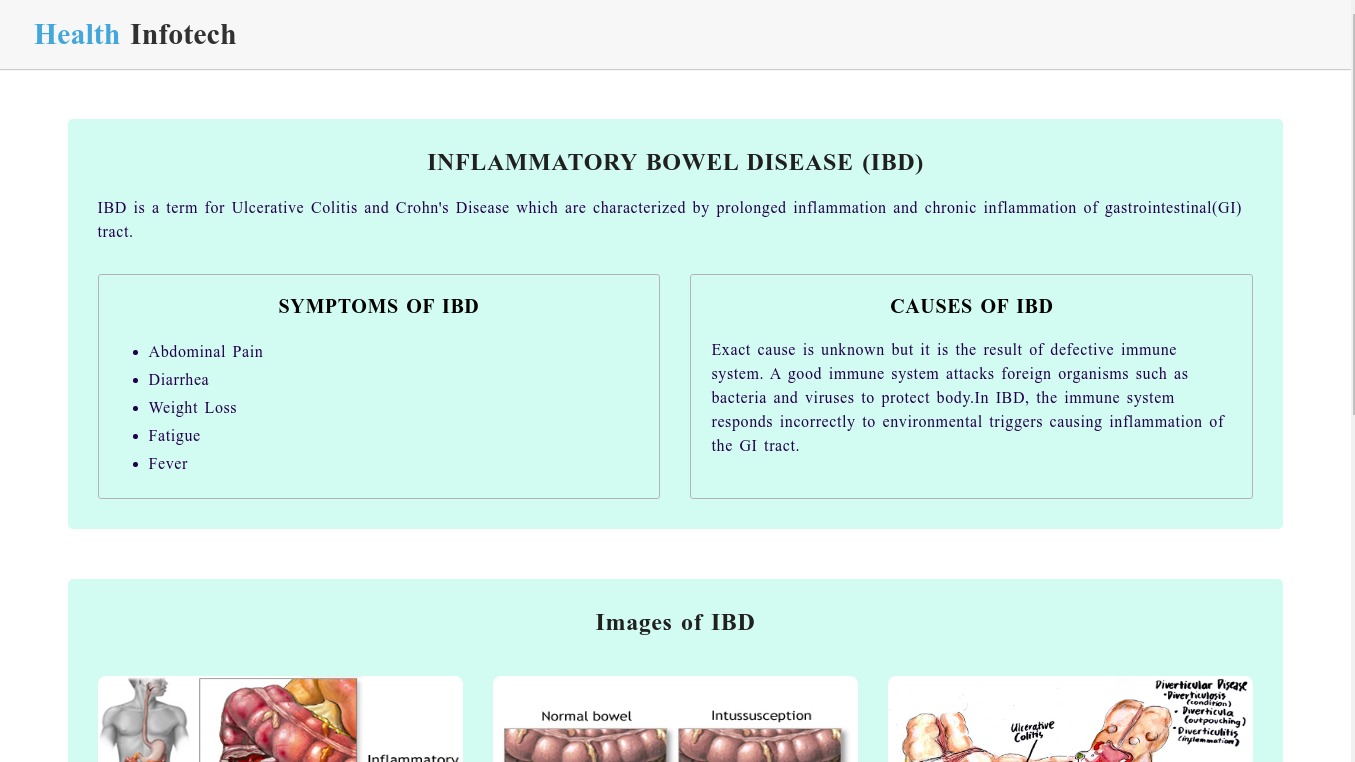 Health Infotech
INFLAMMATORY BOWEL DISEASE (IBD)
IBD is a term for Ulcerative Colitis and Crohn's Disease which are characterized by prolonged inflammation and chronic inflammation of gastrointestinal(GI)
tract.
SYMPTOMS OF IBD
• Abdominal Pain
• Diarrhea
• Weight Loss
• Fatigue
• Fever
CAUSES OF IBD
Exact cause is unknown but it is the result of defective immune
system. A good immune system attacks foreign organisms such as
bacteria and viruses to protect body.In IBD, the immune system
responds incorrectly to environmental triggers causing inflammation of
the GI tract.
Images of IBD
Inflammatory
Normal bowel
Intussusception
Ulcerative
Colitis
Diverticular Disease
• Diverticulosis
(condition)
• Diverticula
(outpouching)
• Diverticulitis
(inflammation)